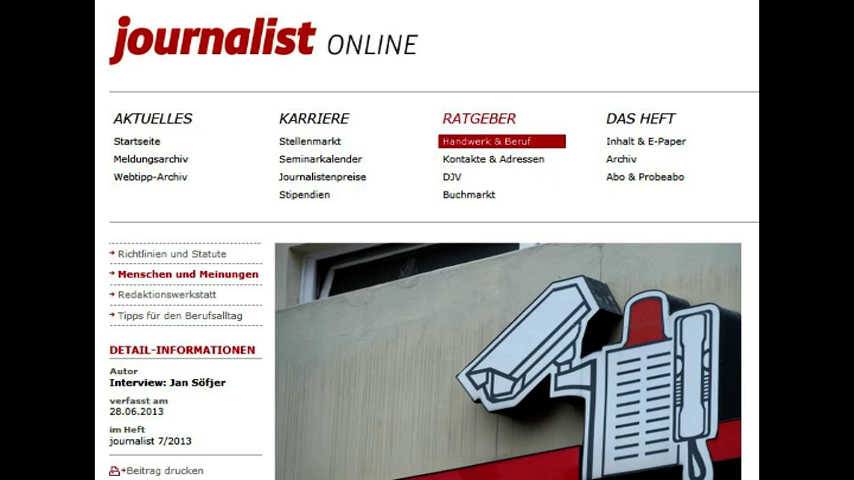 journalist ONLINE
AKTUELLES
Startseite
Meldungsarchiv
Webtipp-Archiv
KARRIERE
Stellenmarkt
Seminarkalender
Journalistenpreise
Stipendien
RATGEBER
Handwerk & Beruf
Kontakte & Adressen
DJV
Buchmarkt
DAS HEFT
Inhalt & E-Paper
Archiv
Abo & Probeabo
Richtlinien und Statute
Menschen und Meinungen
Redaktionswerkstatt
Tipps für den Berufsalltag
DETAIL-INFORMATIONEN
Autor
Interview: Jan Söfjer
verfasst am
28.06.2013
im Heft
journalist 7/2013
Beitrag drucken